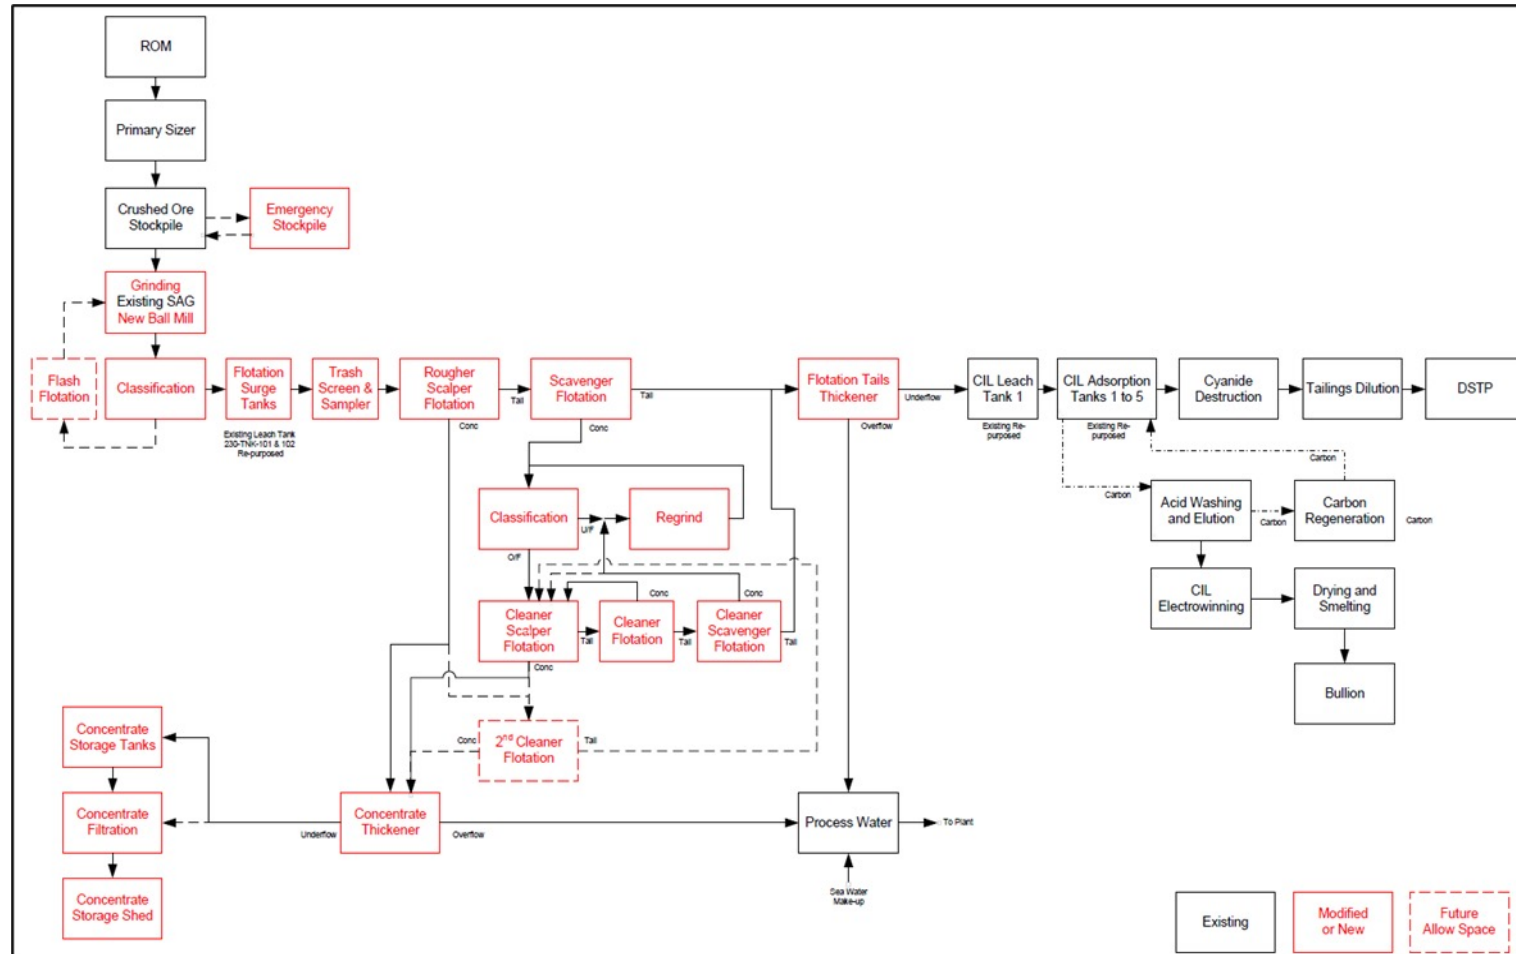 ROM
Primary Sizer
Crushed Ore
Stockpile
Emergency
Stockpile
Grinding
Existing SAG
New Ball Mill
Flash
Flotation
Classification
Flotation
Surge
Tanks
Existing Leach Tank
230-TNK-101 & 102
Re-purposed
Trash
Screen &
Sampler
Rougher
Scalper
Flotation
Tail
Conc
Scavenger
Flotation
Tail
Conc
Flotation Tails
Thickener
Underflow
Overflow
CIL Leach
Tank 1
Existing Re-
purposed
CIL Adsorption
Tanks 1 to 5
Existing Re-
purposed
Cyanide
Destruction
Tailings Dilution
DSTP
Carbon
Carbon
Acid Washing
and Elution
Carbon
Carbon
Regeneration
Carbon
CIL
Electrowinning
Drying and
Smelting
Bullion
Classification
U/F
O/F
Regrind
Cleaner
Scalper
Flotation
Tail
Conc
Cleaner
Flotation
Conc
Tail
Cleaner
Scavenger
Flotation
Conc
Tail
2nd Cleaner
Flotation
Conc
Tail
Concentrate
Storage Tanks
Concentrate
Filtration
Concentrate
Storage Shed
Underflow
Concentrate
Thickener
Overflow
Process Water
To Plant
Sea Water
Make-up
Existing
Modified
or New
Future
Allow Space